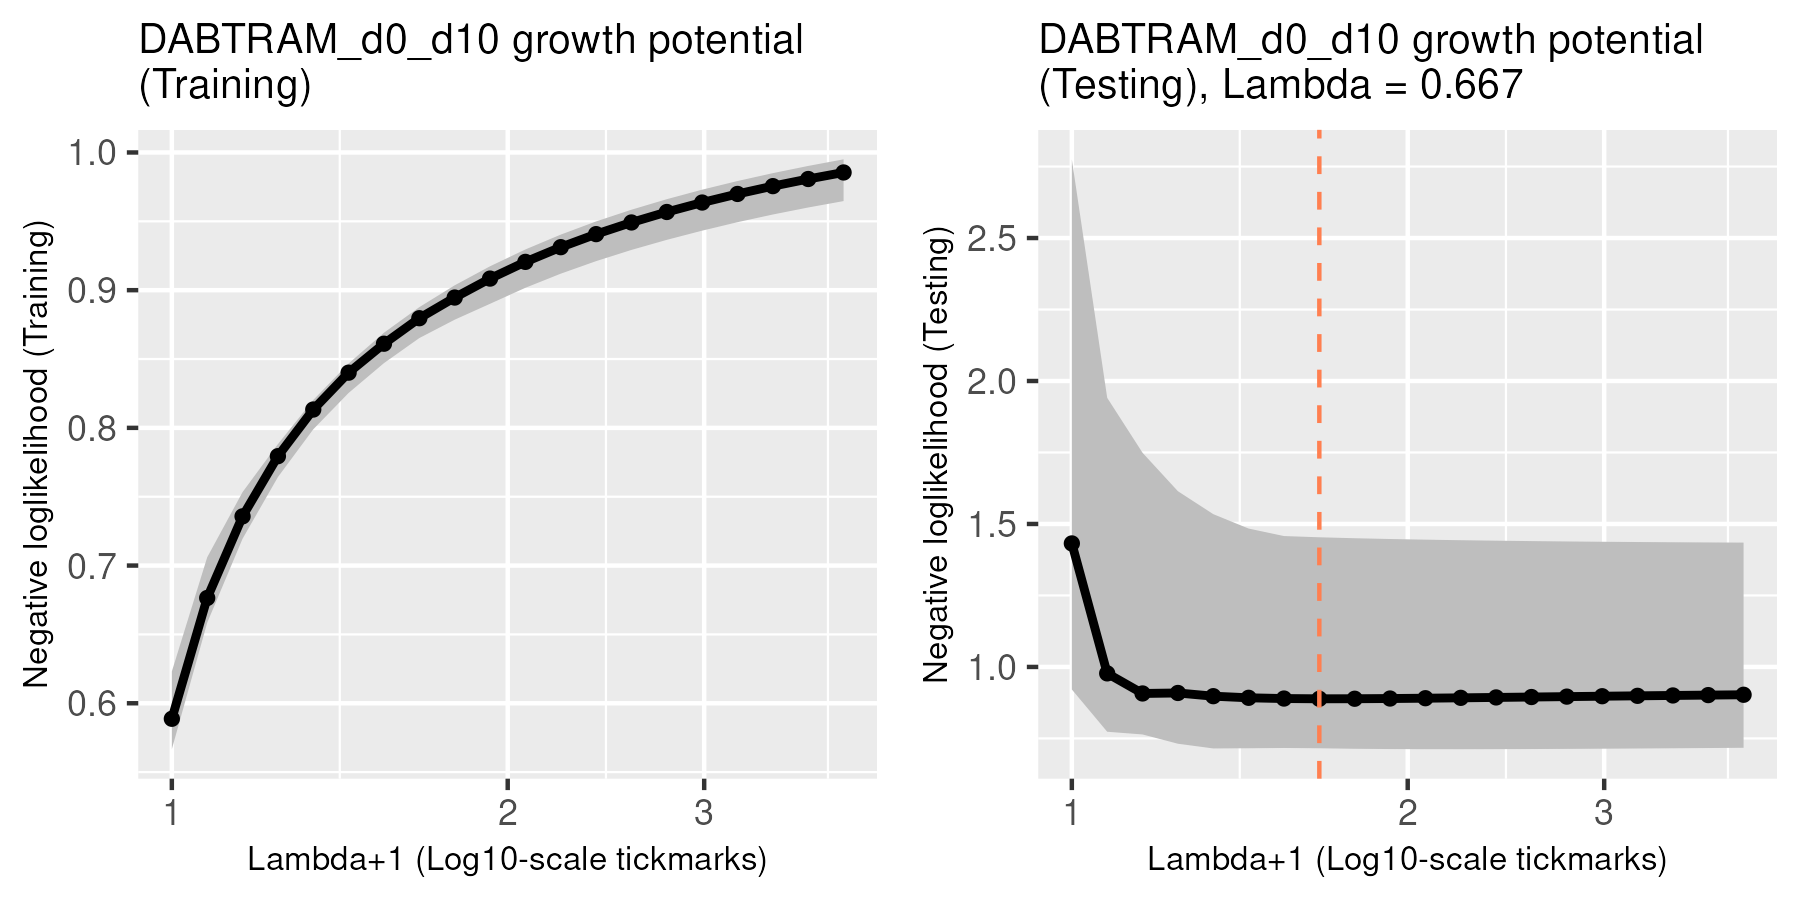 DABTRAM_d0_d10 growth potential
(Training)
Negative loglikelihood (Training)
1.0
0.9
0.8
0.7
0.6
1
2
3
Lambda+1 (Log10-scale tickmarks)
DABTRAM_d0_d10 growth potential
(Testing), Lambda = 0.667
Negative loglikelihood (Testing)
2.5
2.0
1.5
1.0
1
2
3
Lambda+1 (Log10-scale tickmarks)